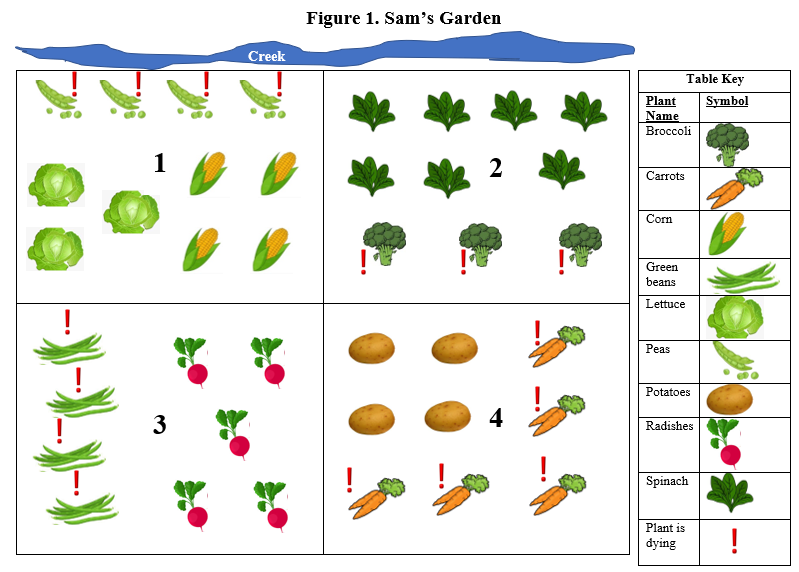 Figure 1. Sam's Garden
Creek
1
2
3
4
Table Key
Plant Name Symbol
Broccoli
Carrots
Corn
Green
beans
Lettuce
Peas
Potatoes
Radishes
Spinach
Plant is
dying